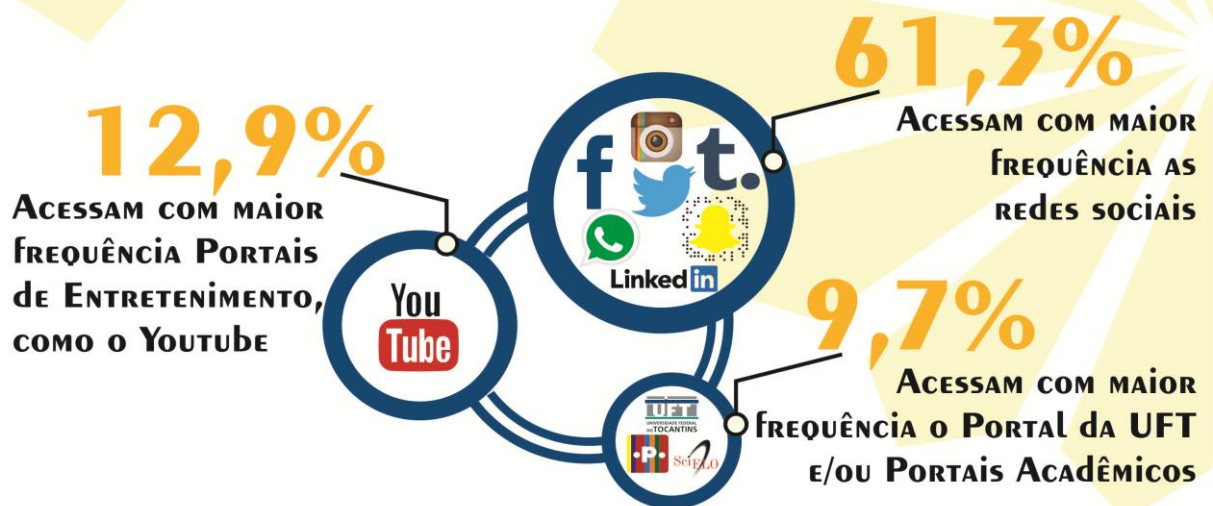 12,9%
Acessam com maior
frequência Portais
de Entretenimento,
como o Youtube
You
Tube
61,3%
Acessam com maior
frequência as
redes sociais
f
t.
Linked in
9,7%
Acessam com maior
frequência o Portal da UFT
e/ou Portais Acadêmicos
UFT
UNIVERSIDADE FEDERAL
DO TOCANTINS
.P.
SciELO